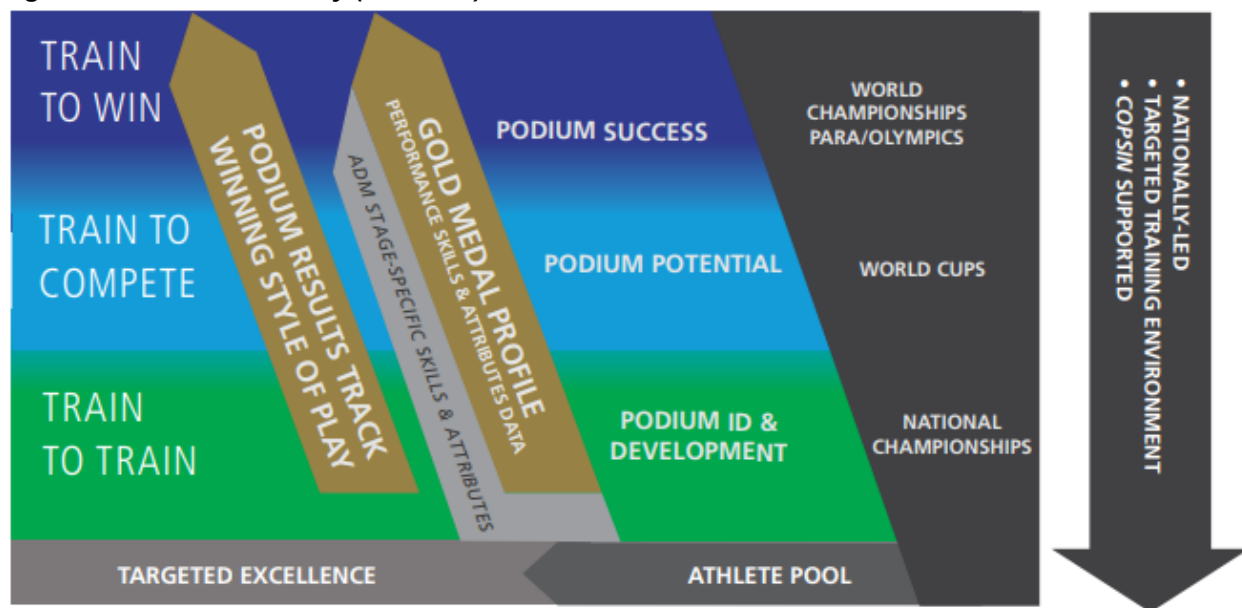 TRAIN
TO WIN
TRAIN TO
COMPETE
TRAIN
TO TRAIN
PODIUM RESULTS TRACK
WINNING STYLE OF PLAY
GOLD MEDAL PROFILE
PERFORMANCE SKILLS & ATTRIBUTES DATA
ADM STAGE-SPECIFIC SKILLS & ATTRIBUTES
PODIUM SUCCESS
PODIUM POTENTIAL
PODIUM ID &
DEVELOPMENT
WORLD
CHAMPIONSHIPS
PARA/OLYMPICS
WORLD CUPS
NATIONAL
CHAMPIONSHIPS
TARGETED EXCELLENCE
ATHLETE POOL
• NATIONALLY-LED
• TARGETED TRAINING ENVIRONMENT
• COPSIN SUPPORTED